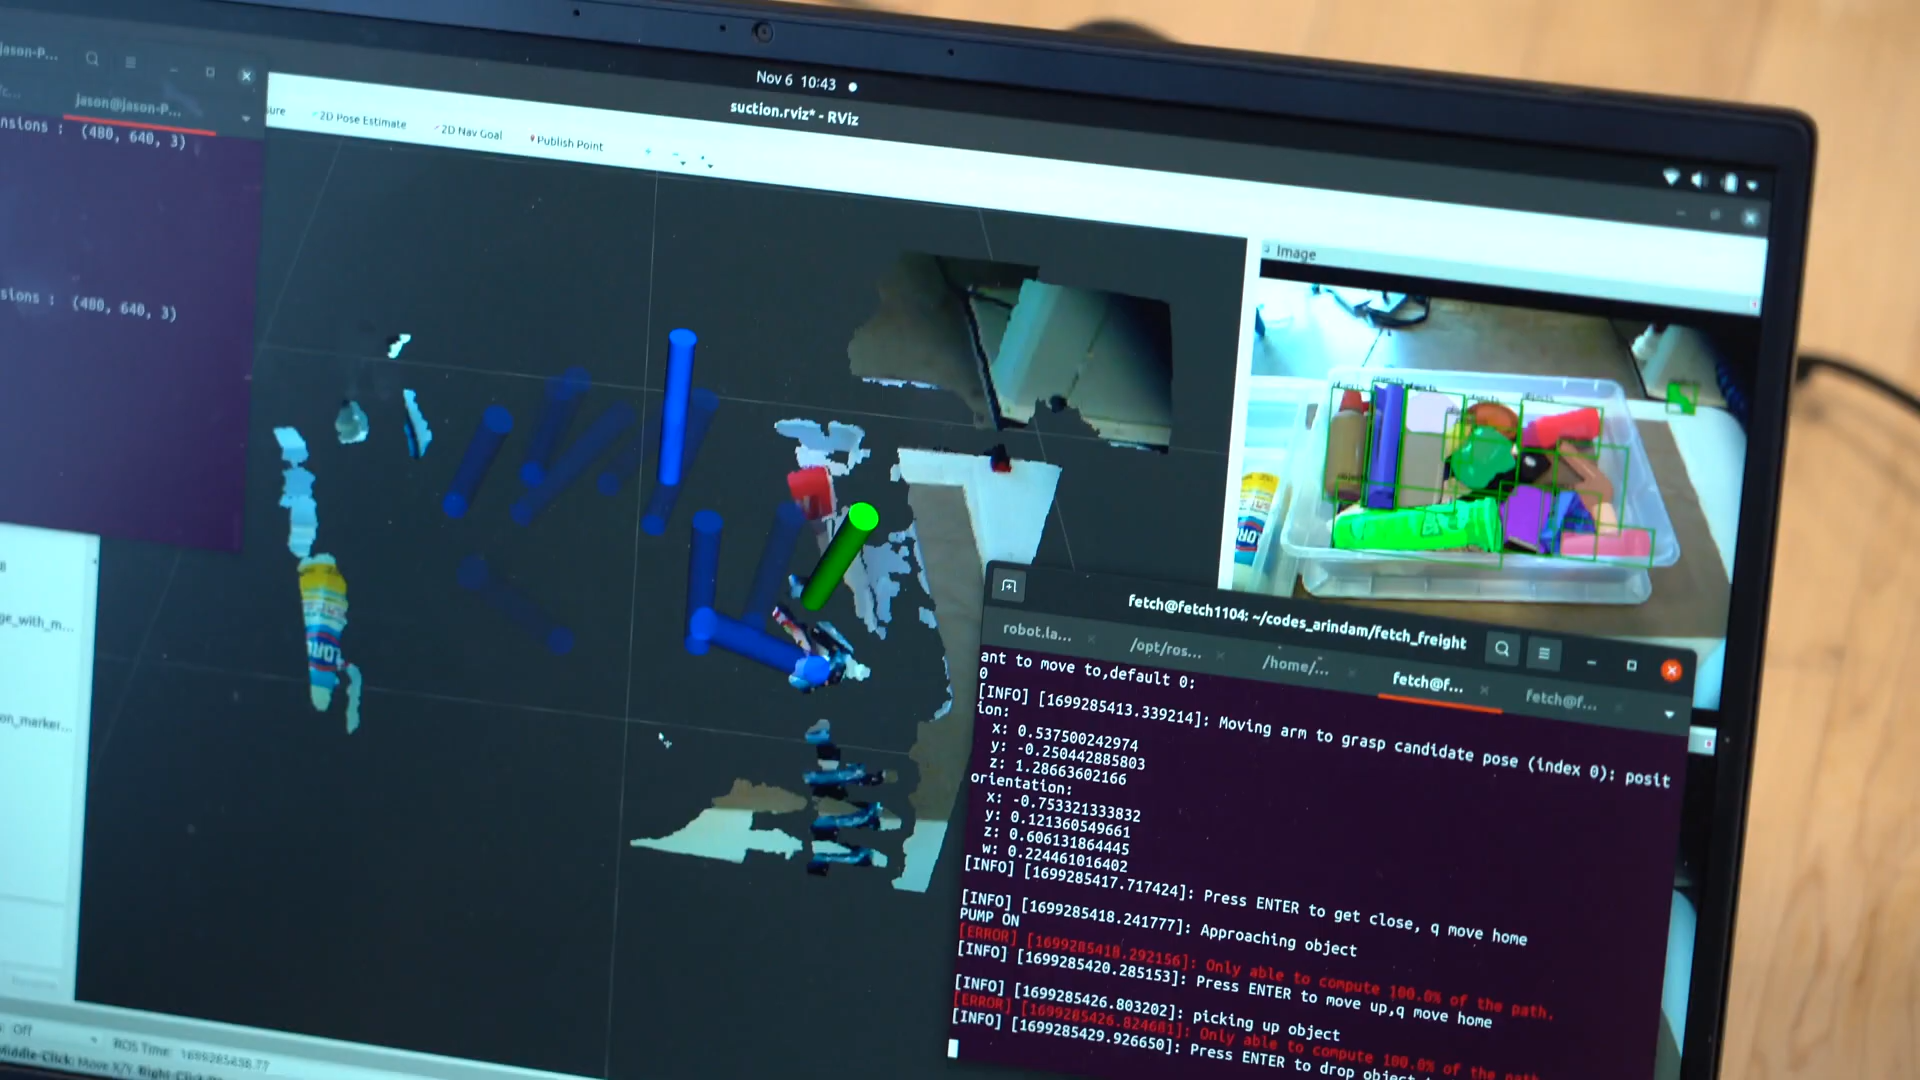 jason-P...
jason@jason-P...
nsions : (480, 640, 3)
sions : (480, 640, 3)
ge_with_m...
on_marker...
Off
ROS Time:
Nov 6 10:43
suction.rviz* - RViz
sure
2D Pose Estimate
2D Nav Goal
Publish Point
Image
fetch@fetch1104: ~/codes_arindam/fetch_freight
robot.la...
/opt/ros...
/home/...
fetch@f...
fetch@f...
ant to move to,default 0:
0
[INFO] [1699285413.339214]: Moving arm to grasp candidate pose (index 0): posit
ion:
x: 0.537500242974
y: -0.250442885803
z: 1.28663602166
orientation:
x: -0.753321333832
y: 0.121360549661
z: 0.606131864445
w: 0.224461016402
[INFO] [1699285417.717424]: Press ENTER to get close, q move home
[INFO] [1699285418.241777]: Approaching object
PUMP ON
[ERROR] [1699285418.292156]: Only able to compute 100.0% of the path.
[INFO] [1699285420.285153]: Press ENTER to move up,q move home
[INFO] [1699285426.803202]: picking up object
[ERROR] [1699285426.824681]: Only able to compute 100.0% of the path
[INFO] [1699285429.926650]: Press ENTER to drop object